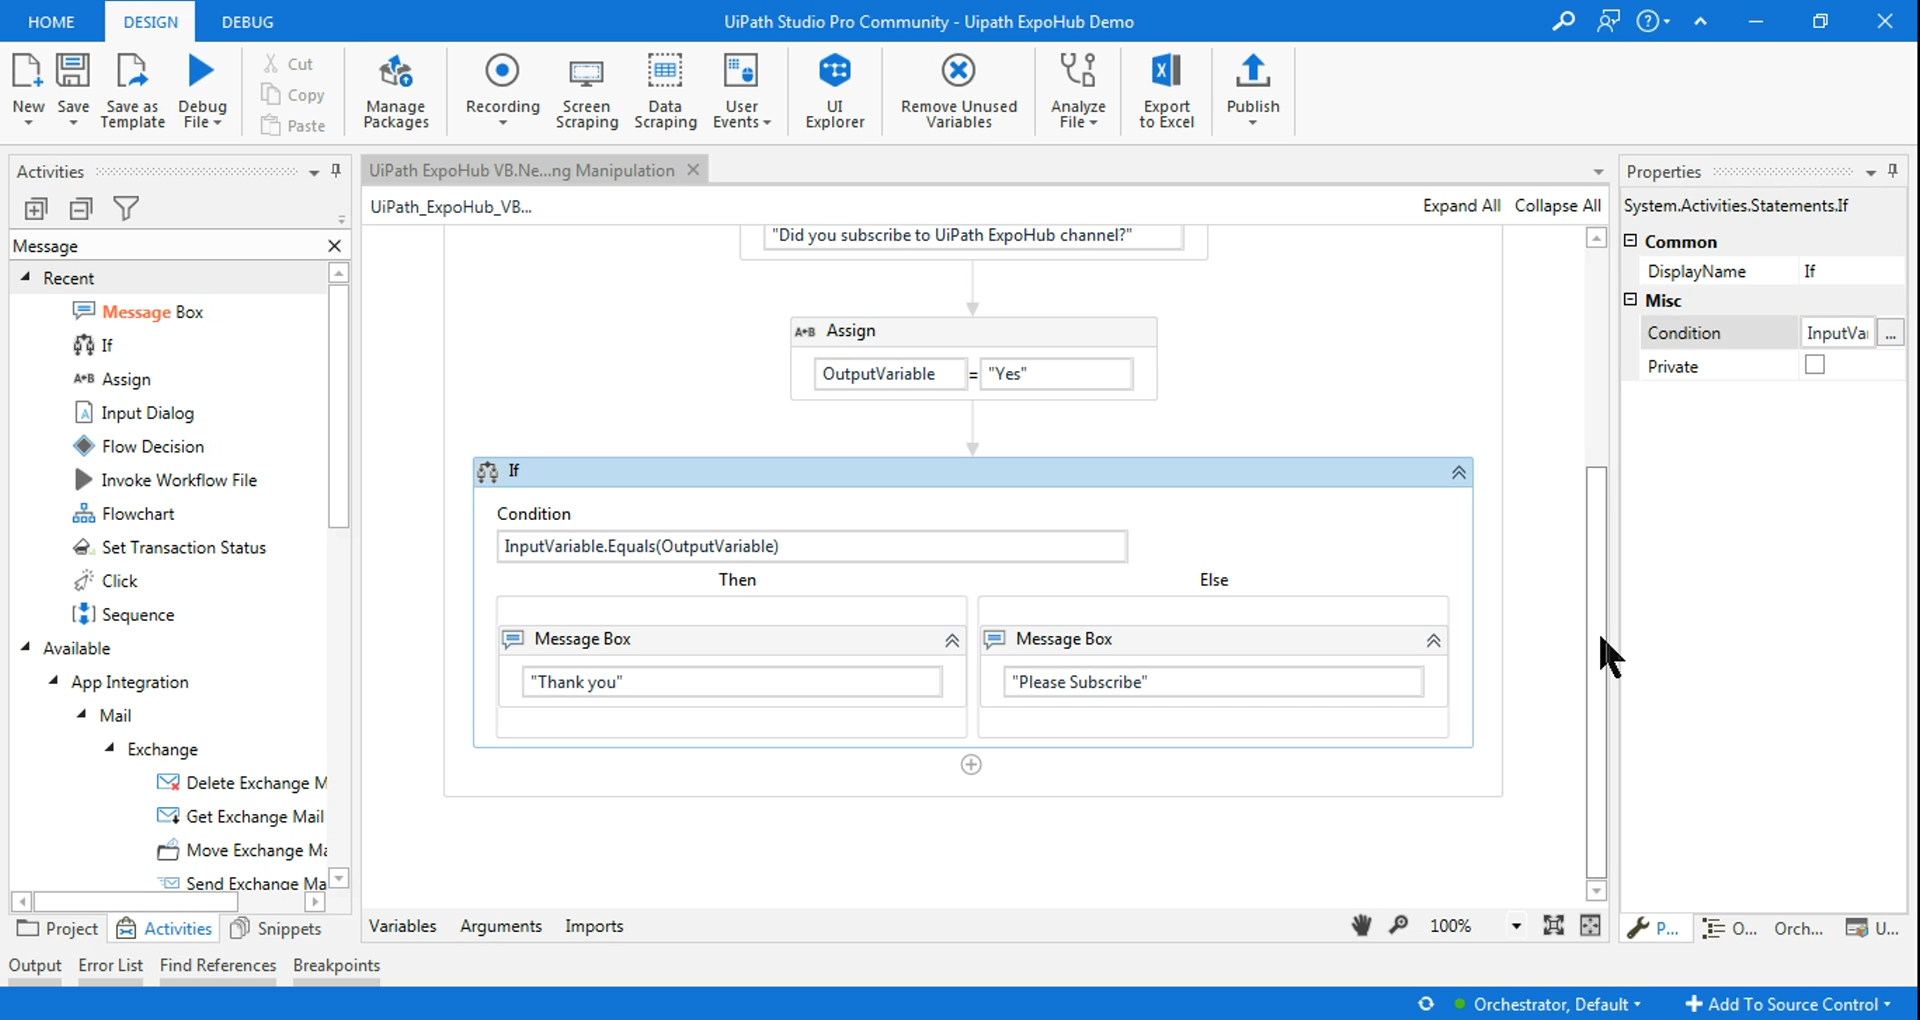 HOME DESIGN DEBUG
UiPath Studio Pro Community - Uipath ExpoHub Demo
New
Save
Save as Template
Debug File
Cut
Copy
Paste
Manage Packages
Recording
Screen Scraping
Data Scraping
User Events
UI Explorer
Remove Unused Variables
Analyze File
Export to Excel
Publish
Activities
Message
Recent
Message Box
If
A+B Assign
Input Dialog
Flow Decision
Invoke Workflow File
Flowchart
Set Transaction Status
Click
Sequence
Available
App Integration
Mail
Exchange
Delete Exchange M
Get Exchange Mail
Move Exchange Ma
Send Exchange Ma
Project Activities Snippets
UiPath ExpoHub VB.Ne...ng Manipulation
UiPath_ExpoHub_VB...
Expand All Collapse All
"Did you subscribe to UiPath ExpoHub channel?"
A+B Assign
OutputVariable = "Yes"
If
Condition
InputVariable.Equals(OutputVariable)
Then Else
Message Box Message Box
"Thank you" "Please Subscribe"
Variables Arguments Imports
100%
Properties
System.Activities.Statements.If
Common
DisplayName If
Misc
Condition InputVar ...
Private
P... O... Orch... U...
Output Error List Find References Breakpoints
Orchestrator, Default
Add To Source Control